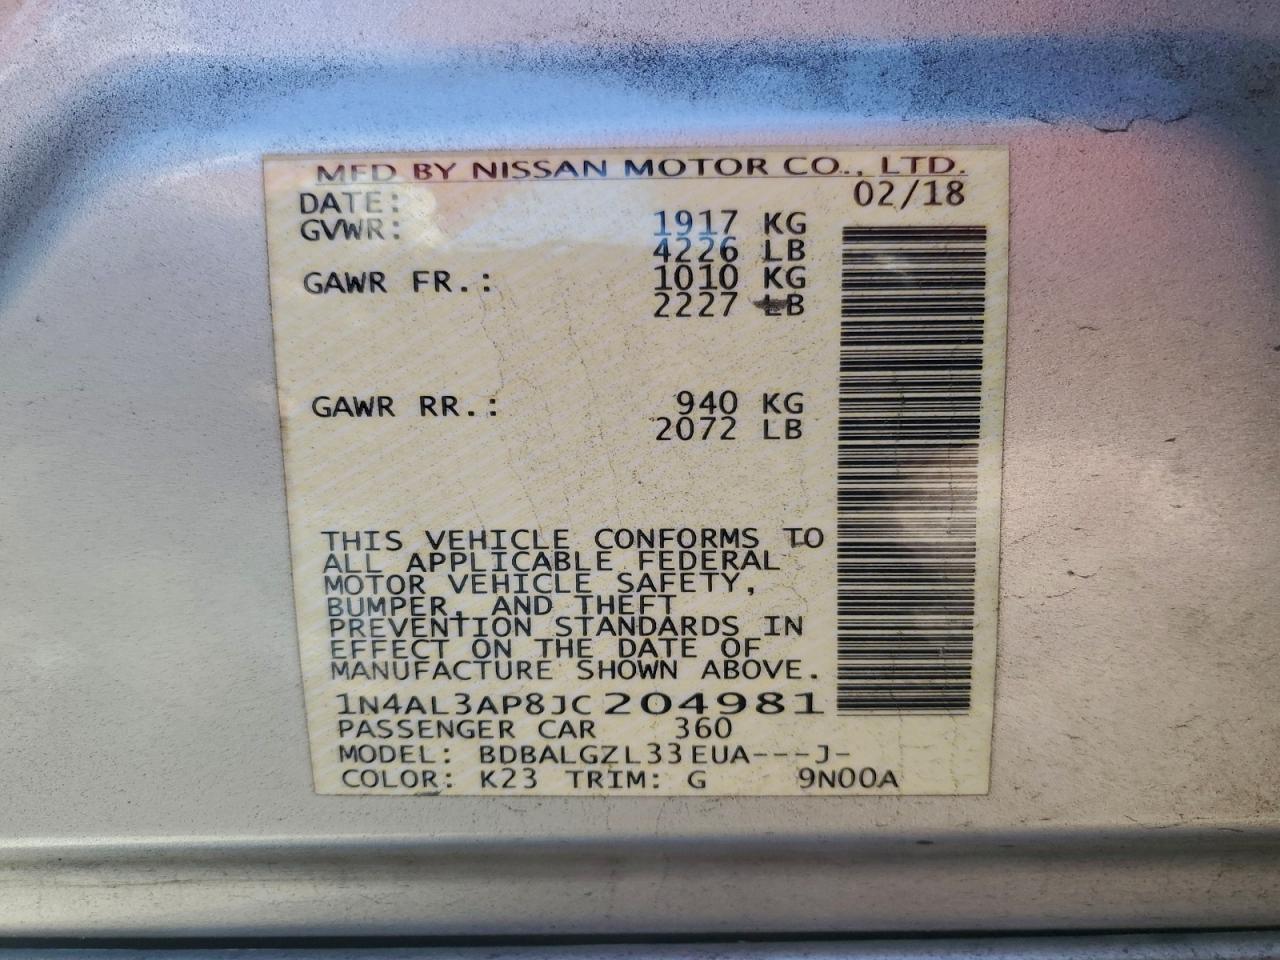 MFD BY NISSAN MOTOR CO., LTD.
DATE: 02/18
GVWR: 1917 KG
4226 LB
GAWR FR.: 1010 KG
2227 LB
GAWR RR.: 940 KG
2072 LB
THIS VEHICLE CONFORMS TO
ALL APPLICABLE FEDERAL
MOTOR VEHICLE SAFETY,
BUMPER, AND THEFT
PREVENTION STANDARDS IN
EFFECT ON THE DATE OF
MANUFACTURE SHOWN ABOVE.
1N4AL3AP8JC204981
PASSENGER CAR 360
MODEL: BDBALGZL33EUA---J-
COLOR: K23 TRIM: G 9N00A